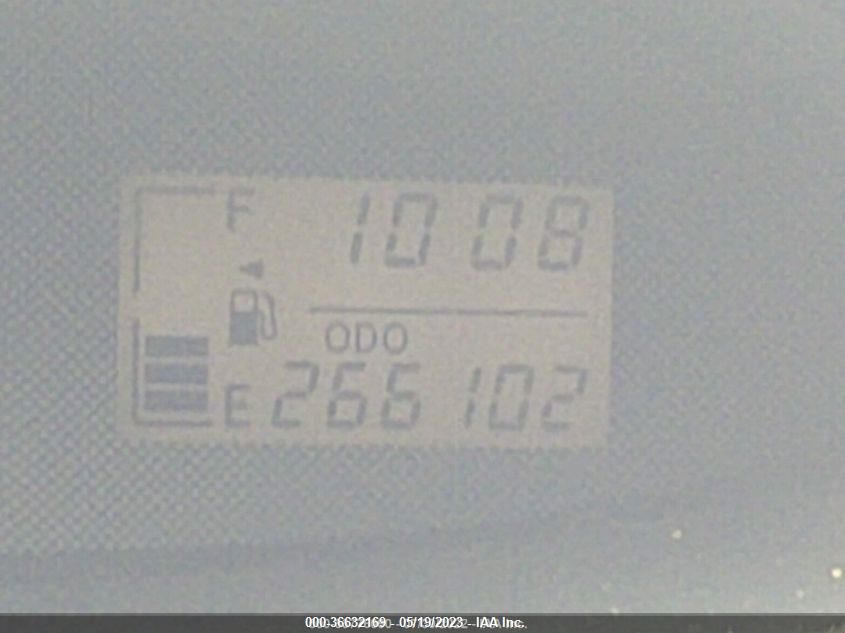 F 10 08
ODO
E 266102
000-36632169 - 05/19/2023 - IAA Inc.